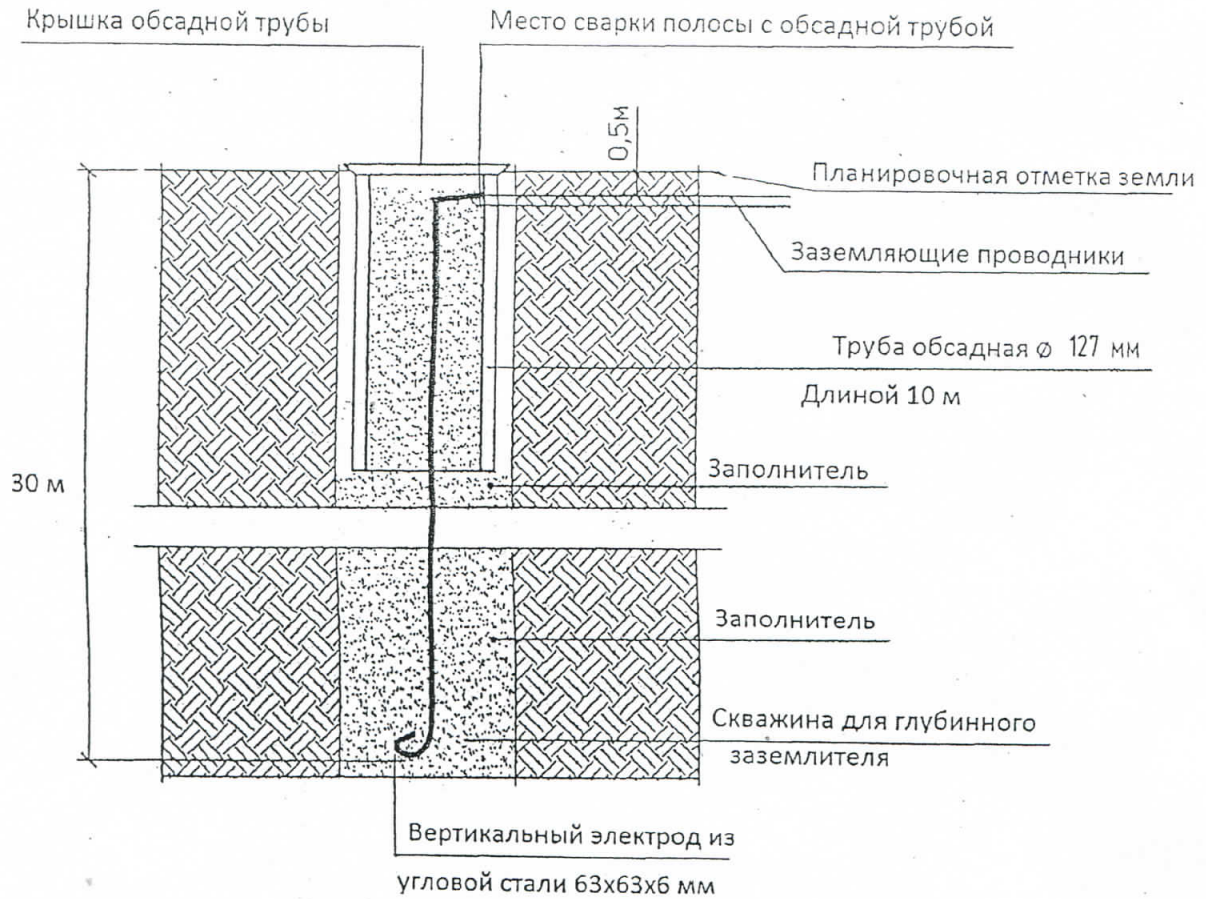 Крышка обсадной трубы
Место сварки полосы с обсадной трубой
0,5м
Планировочная отметка земли
Заземляющие проводники
Труба обсадная ⌀ 127 мм
Длиной 10 м
30 м
Заполнитель
Заполнитель
Скважина для глубинного
заземлителя
Вертикальный электрод из
угловой стали 63х63х6 мм